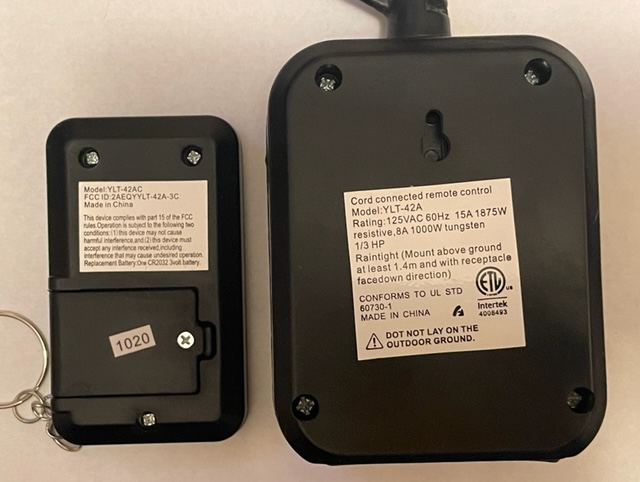 Model:YLT-42AC
FCC ID:2AEQYYLT-42A-3C
Made in China
This device complies with part 15 of the FCC
rules.Operation is subject to the following two
conditions:(1)this device may not cause
harmful interference,and(2)this device must
accept any interference received,including
interference that may cause undesired operation.
Replacement Battery:One CR2032 3volt battery.
1020
Cord connected remote control
Model:YLT-42A
Rating:125VAC 60Hz 15A 1875W
resistive,8A 1000W tungsten
1/3 HP
Raintight (Mount above ground
at least 1.4m and with receptacle
facedown direction)
CONFORMS TO UL STD
60730-1
MADE IN CHINA
ETL us
Intertek
4008493
DOT NOT LAY ON THE
OUTDOOR GROUND.